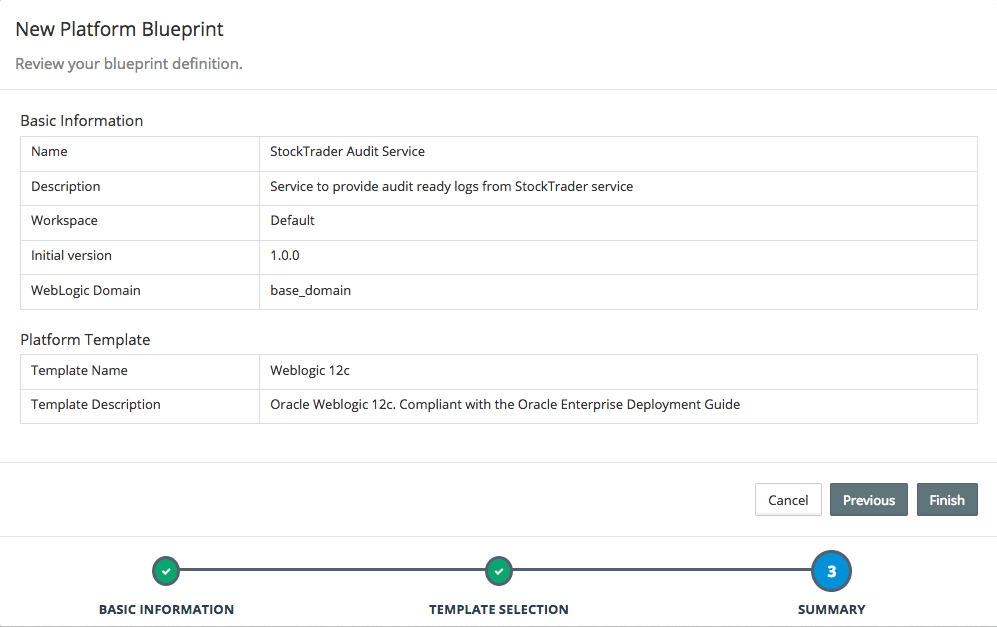 New Platform Blueprint
Review your blueprint definition.
Basic Information
Name StockTrader Audit Service
Description Service to provide audit ready logs from StockTrader service
Workspace Default
Initial version 1.0.0
WebLogic Domain base_domain
Platform Template
Template Name Weblogic 12c
Template Description Oracle Weblogic 12c. Compliant with the Oracle Enterprise Deployment Guide
Cancel Previous Finish
3
BASIC INFORMATION TEMPLATE SELECTION SUMMARY